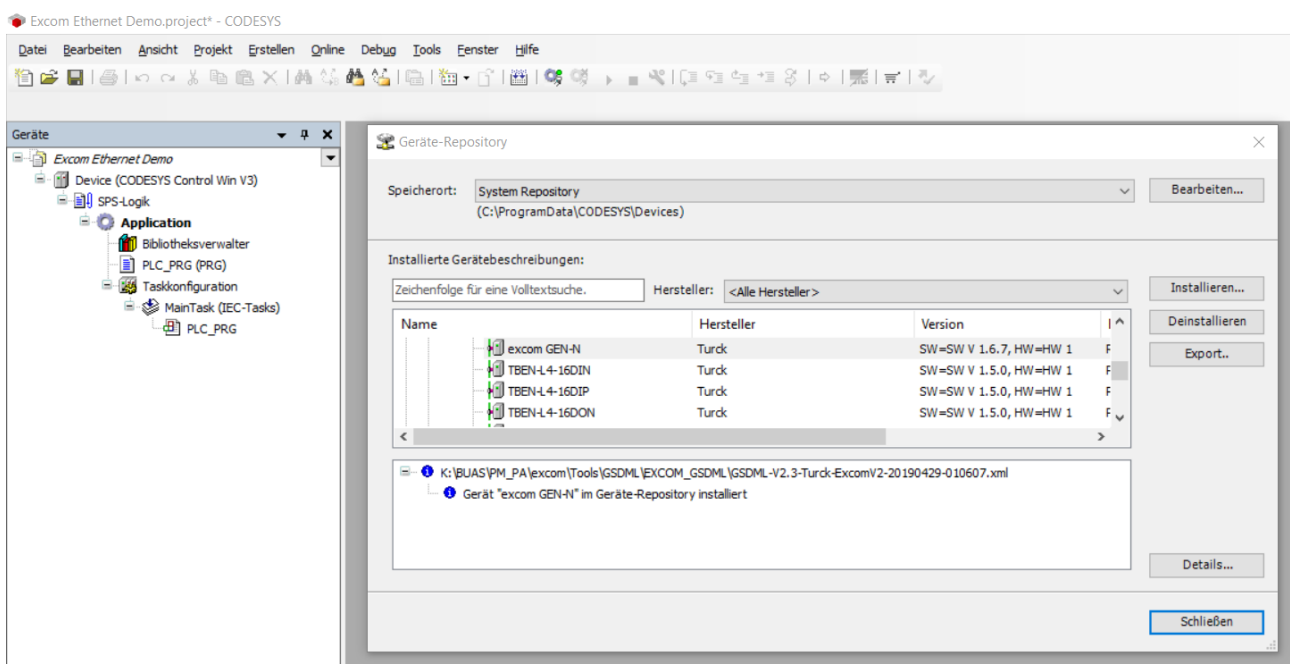 Excom Ethernet Demo.project* - CODESYS
Datei Bearbeiten Ansicht Projekt Erstellen Online Debug Tools Fenster Hilfe
Geräte
Excom Ethernet Demo
Device (CODESYS Control Win V3)
SPS-Logik
Application
Bibliotheksverwalter
PLC_PRG (PRG)
Taskkonfiguration
MainTask (IEC-Tasks)
PLC_PRG
Geräte-Repository
Speicherort: System Repository Bearbeiten...
(C:\ProgramData\CODESYS\Devices)
Installierte Gerätebeschreibungen:
Zeichenfolge für eine Volltextsuche. Hersteller: <Alle Hersteller> Installieren...
Name Hersteller Version
Deinstallieren
excom GEN-N Turck SW=SW V 1.6.7, HW=HW 1
Export..
TBEN-L4-16DIN Turck SW=SW V 1.5.0, HW=HW 1
TBEN-L4-16DIP Turck SW=SW V 1.5.0, HW=HW 1
TBEN-L4-16DON Turck SW=SW V 1.5.0, HW=HW 1
K:\BUAS\PM_PA\excom\Tools\GSDML\EXCOM_GSDML\GSDML-V2.3-Turck-ExcomV2-20190429-010607.xml
Gerät "excom GEN-N" im Geräte-Repository installiert
Details...
Schließen